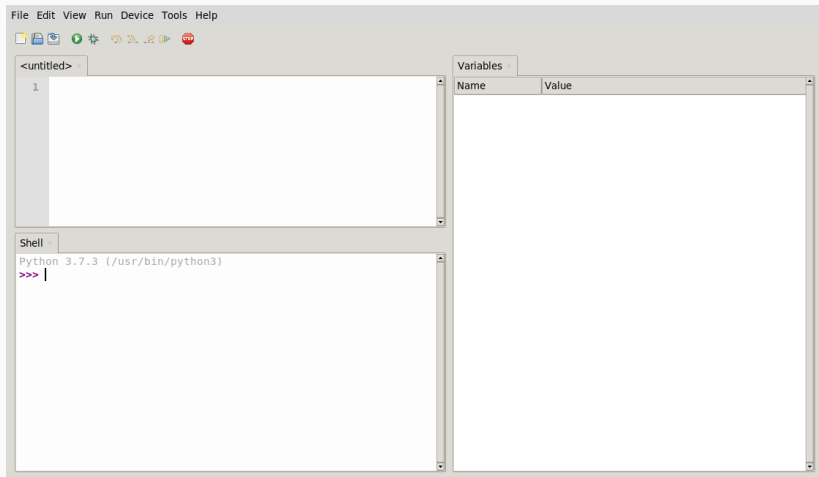 File Edit View Run Device Tools Help
STOP
<untitled>
1
Shell
Python 3.7.3 (/usr/bin/python3)
>>>
Variables
Name Value